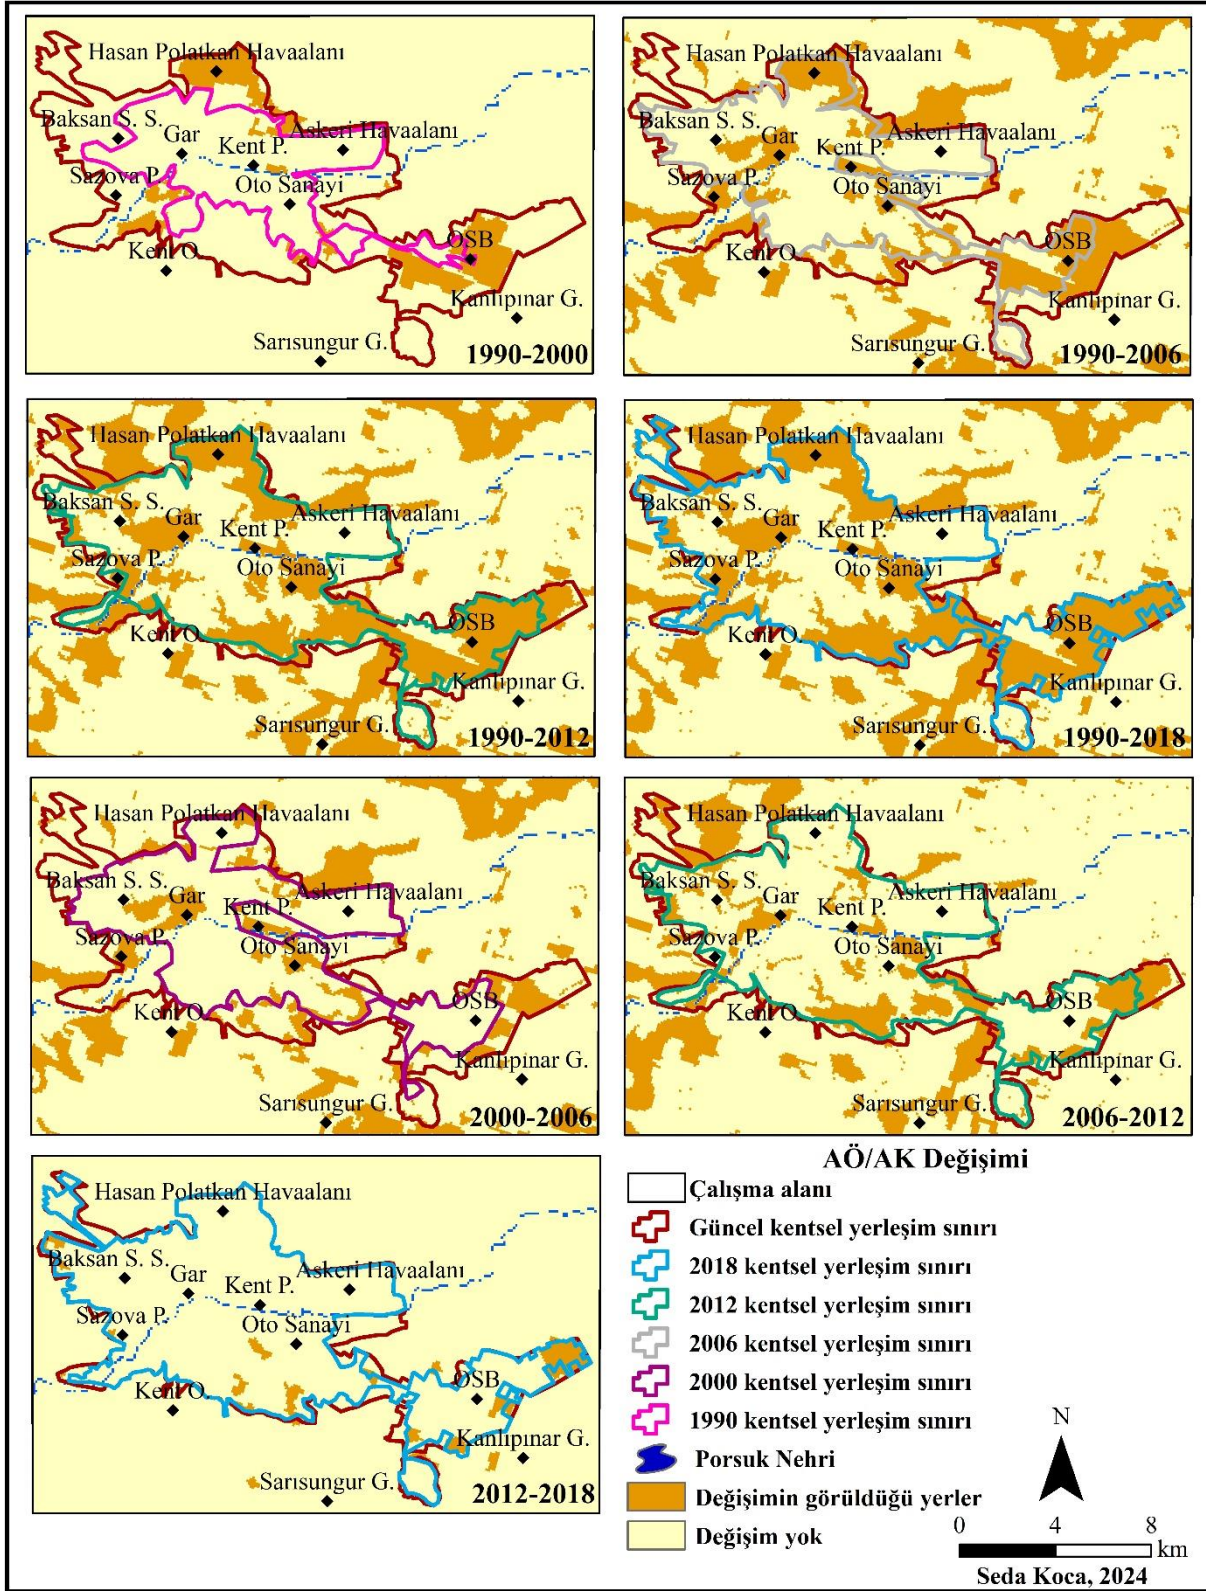 Hasan Polatkan Havaalanı
Baksan S. S.
Gar
Kent P.
Askeri Havaalanı
Sazova P.
Oto Sanayi
Kent O.
OSB
Kanlıpınar G.
Sarısungur G.
1990-2000
Hasan Polatkan Havaalanı
Baksan S. S.
Gar
Kent P.
Askeri Havaalanı
Sazova P.
Oto Sanayi
Kent O.
OSB
Kanlıpınar G.
Sarısungur G.
1990-2006
Hasan Polatkan Havaalanı
Baksan S. S.
Gar
Kent P.
Askeri Havaalanı
Sazova P.
Oto Sanayi
Kent O.
OSB
Kanlıpınar G.
Sarısungur G.
1990-2012
Hasan Polatkan Havaalanı
Baksan S. S.
Gar
Kent P.
Askeri Havaalanı
Sazova P.
Oto Sanayi
Kent O.
OSB
Kanlıpınar G.
Sarısungur G.
1990-2018
Hasan Polatkan Havaalanı
Baksan S. S.
Gar
Kent P.
Askeri Havaalanı
Sazova P.
Oto Sanayi
Kent O.
OSB
Kanlıpınar G.
Sarısungur G.
2000-2006
Hasan Polatkan Havaalanı
Baksan S. S.
Gar
Kent P.
Askeri Havaalanı
Sazova P.
Oto Sanayi
Kent O.
OSB
Kanlıpınar G.
Sarısungur G.
2006-2012
Hasan Polatkan Havaalanı
Baksan S. S.
Gar
Kent P.
Askeri Havaalanı
Sazova P.
Oto Sanayi
Kent O.
OSB
Kanlıpınar G.
Sarısungur G.
2012-2018
AÖ/AK Değişimi
Çalışma alanı
Güncel kentsel yerleşim sınırı
2018 kentsel yerleşim sınırı
2012 kentsel yerleşim sınırı
2006 kentsel yerleşim sınırı
2000 kentsel yerleşim sınırı
1990 kentsel yerleşim sınırı
Porsuk Nehri
Değişimin görüldüğü yerler
Değişim yok
N
0 4 8
km
Seda Koca, 2024